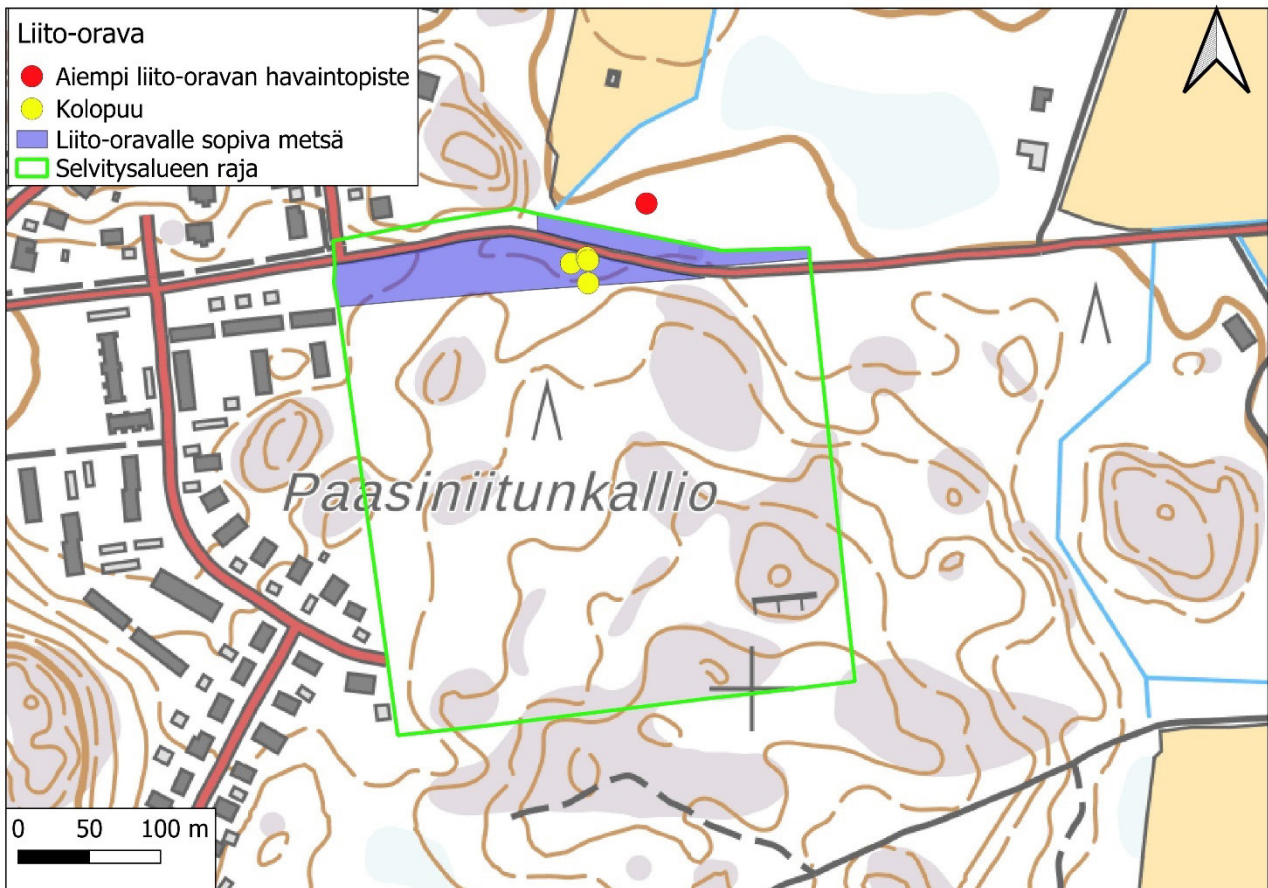 Liito-orava
Aiempi liito-oravan havaintopiste
Kolopuu
Liito-oravalle sopiva metsä
Selvitysalueen raja
Paasiniitunkallio
0 50 100 m